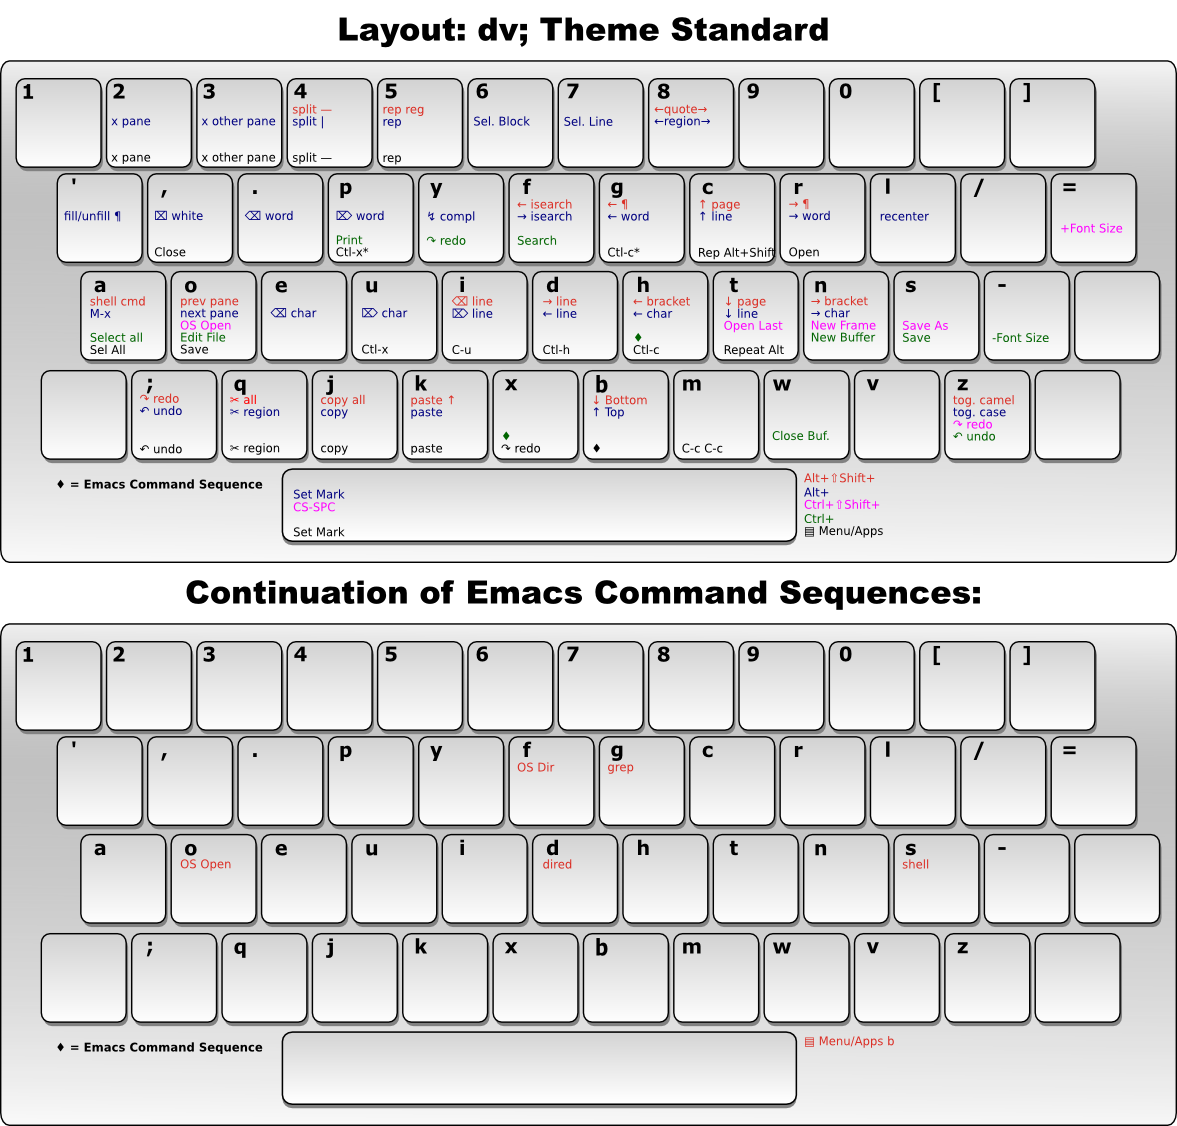 Layout: dv; Theme Standard
1 2 3 4 5 6 7 8 9 0 [ ]
split — rep reg ←quote→
x pane x other pane split | rep Sel. Block Sel. Line ←region→
x pane x other pane split — rep
' , . p y f g c r l / =
← isearch ← ¶ ↑ page → ¶
fill/unfill ¶ ⌧ white ⌫ word ⌦ word ↯ compl → isearch ← word ↑ line → word recenter
+Font Size
Print ↷ redo Search
Close Ctl-x* Ctl-c* Rep Alt+Shift Open
a o e u i d h t n s -
shell cmd prev pane ⌫ line → line ← bracket ↓ page → bracket
M-x next pane ⌫ char ⌦ char ⌦ line ← line ← char ↓ line → char
OS Open Open Last New Frame Save As
Select all Edit File ♦ New Buffer Save -Font Size
Sel All Save Ctl-x C-u Ctl-h Ctl-c Repeat Alt
; q j k x b m w v z
↷ redo ✂ all copy all paste ↑ ↓ Bottom tog. camel
↶ undo ✂ region copy paste ↑ Top tog. case
↷ redo
♦ Close Buf. ↶ undo
↶ undo ✂ region copy paste ↷ redo ♦ C-c C-c
♦ = Emacs Command Sequence
Set Mark
CS-SPC
Set Mark
Alt+⇧Shift+
Alt+
Ctrl+⇧Shift+
Ctrl+
▤ Menu/Apps
Continuation of Emacs Command Sequences:
1 2 3 4 5 6 7 8 9 0 [ ]
' , . p y f g c r l / =
OS Dir grep
a o e u i d h t n s -
OS Open dired shell
; q j k x b m w v z
♦ = Emacs Command Sequence
▤ Menu/Apps b